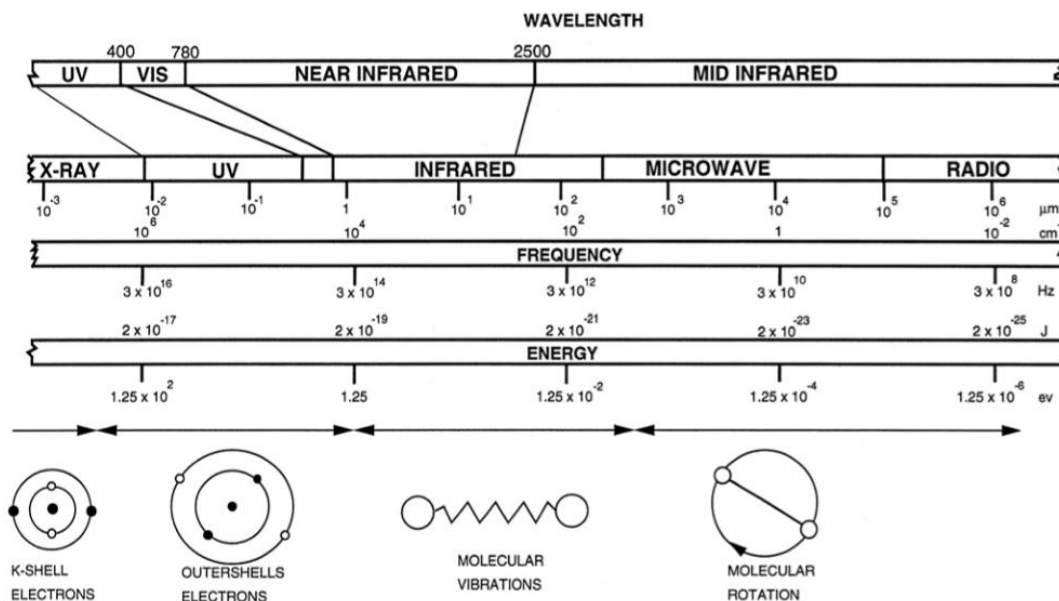 WAVELENGTH
400 780 2500
UV VIS NEAR INFRARED MID INFRARED
X-RAY UV INFRARED MICROWAVE RADIO
10⁻³ 10⁻² 10⁻¹ 1 10¹ 10² 10³ 10⁴ 10⁵ 10⁶ μm
10⁶ 10⁴ 10² 1 10⁻² cm
FREQUENCY
3 x 10¹⁶ 3 x 10¹⁴ 3 x 10¹² 3 x 10¹⁰ 3 x 10⁸ Hz
2 x 10⁻¹⁷ 2 x 10⁻¹⁹ 2 x 10⁻²¹ 2 x 10⁻²³ 2 x 10⁻²⁵ J
ENERGY
1.25 x 10² 1.25 1.25 x 10⁻² 1.25 x 10⁻⁴ 1.25 x 10⁻⁶ ev
K-SHELL
ELECTRONS
OUTERSHELLS
ELECTRONS
MOLECULAR
VIBRATIONS
MOLECULAR
ROTATION